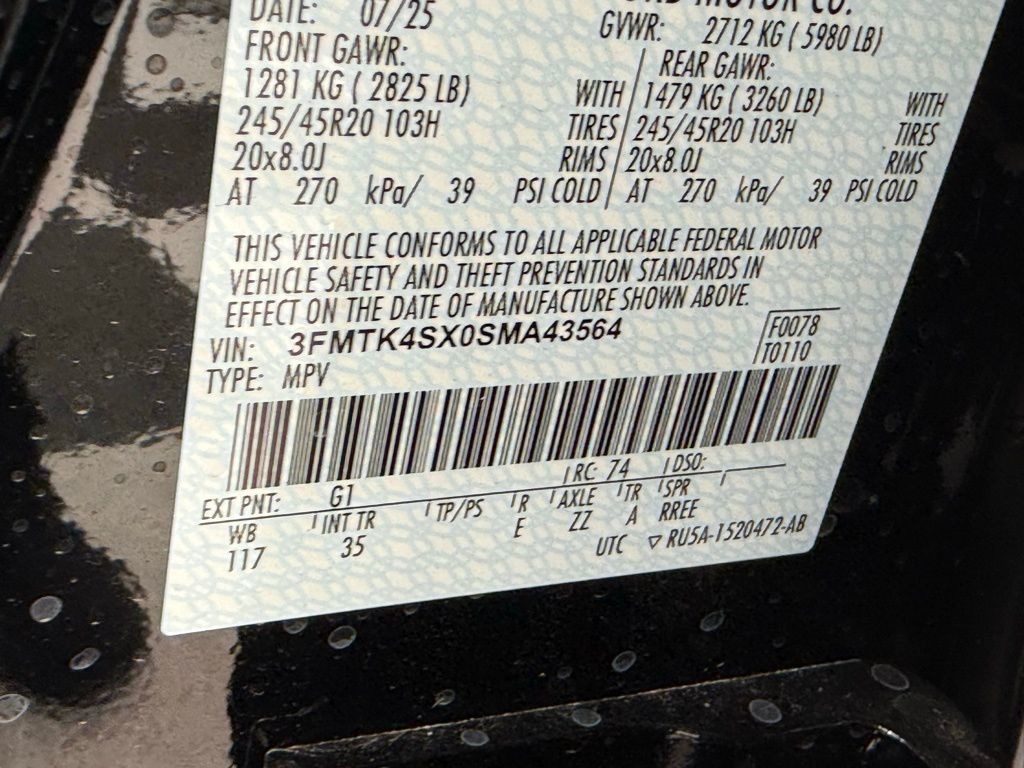 DATE: 07/25 MOTOR CO.
GVWR: 2712 KG ( 5980 LB)
FRONT GAWR: REAR GAWR:
1281 KG ( 2825 LB) WITH 1479 KG ( 3260 LB) WITH
245/45R20 103H TIRES 245/45R20 103H TIRES
20x8.0J RIMS 20x8.0J RIMS
AT 270 kPa/ 39 PSI COLD AT 270 kPa/ 39 PSI COLD
THIS VEHICLE CONFORMS TO ALL APPLICABLE FEDERAL MOTOR
VEHICLE SAFETY AND THEFT PREVENTION STANDARDS IN
EFFECT ON THE DATE OF MANUFACTURE SHOWN ABOVE.
VIN: 3FMTK4SX0SMA43564 F0078
TYPE: MPV T0110
EXT PNT: G1 RC: 74 DSO:
WB INT TR TP/PS R AXLE TR SPR
117 35 E ZZ A RREE
UTC ▽ RU5A-1520472-AB